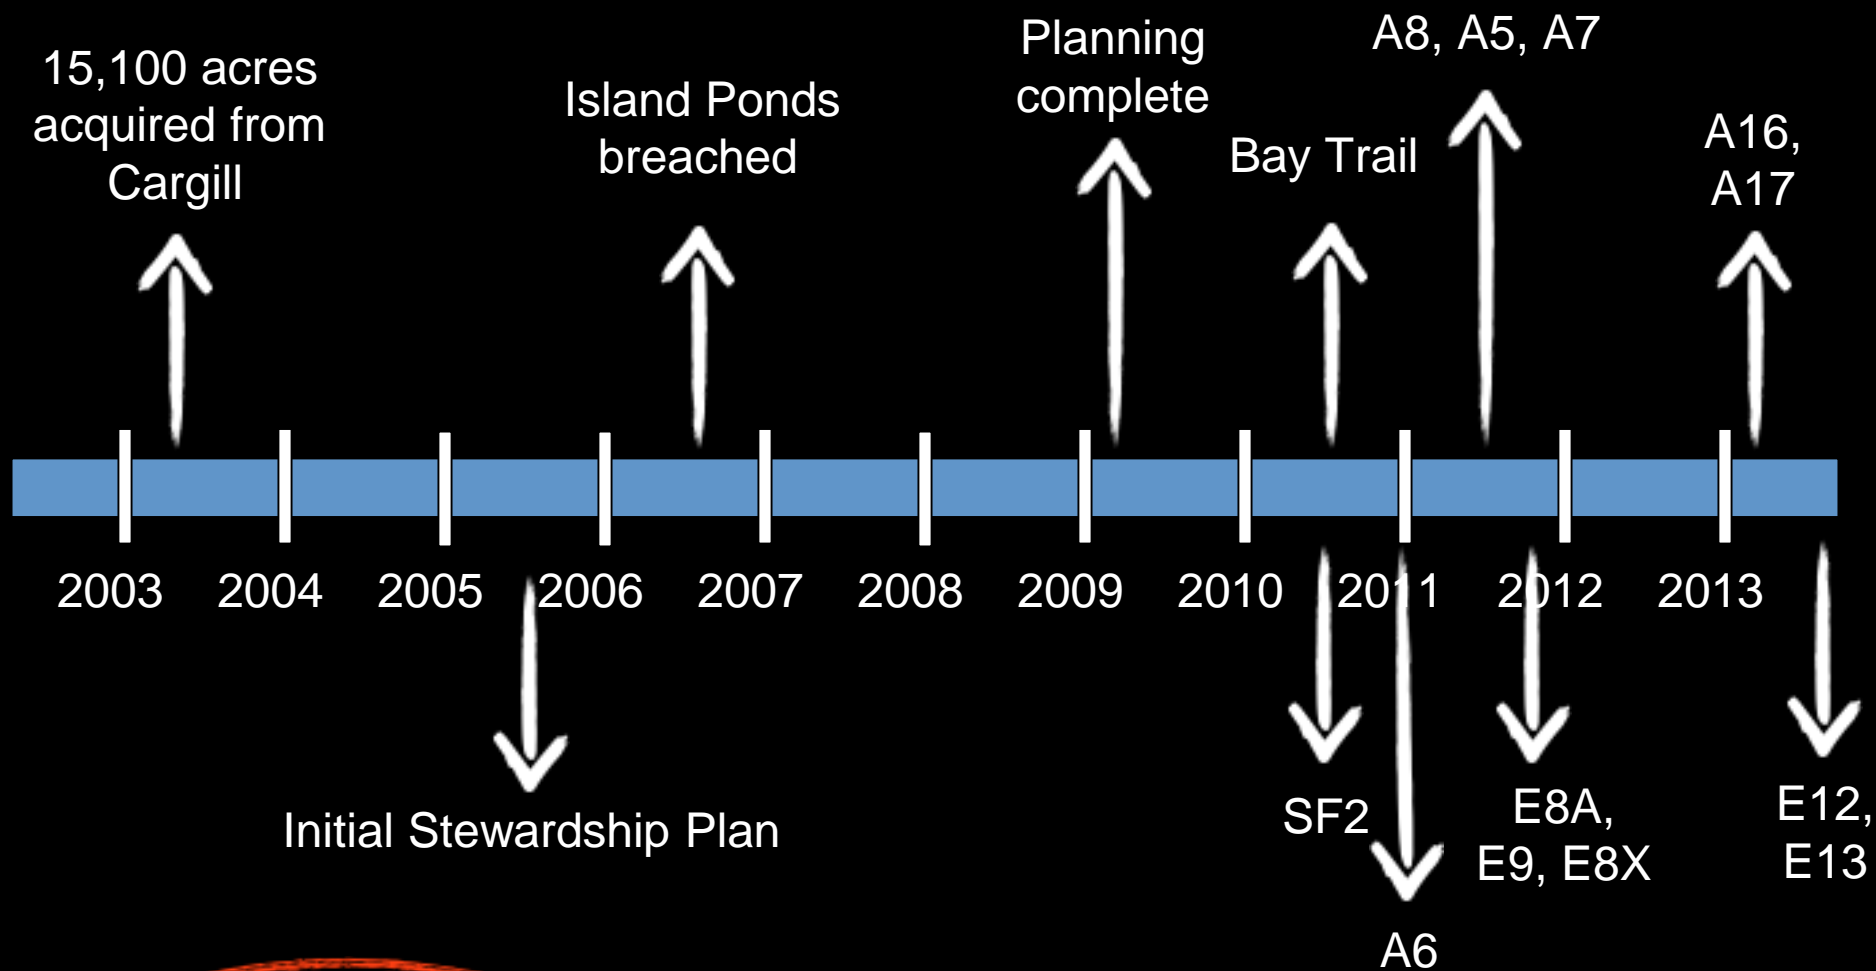 15,100 acres
acquired from
Cargill
Island Ponds
breached
Planning
complete
Bay Trail
A8, A5, A7
A16,
A17
2003 2004 2005 2006 2007 2008 2009 2010 2011 2012 2013
Initial Stewardship Plan
SF2
A6
E8A,
E9, E8X
E12,
E13